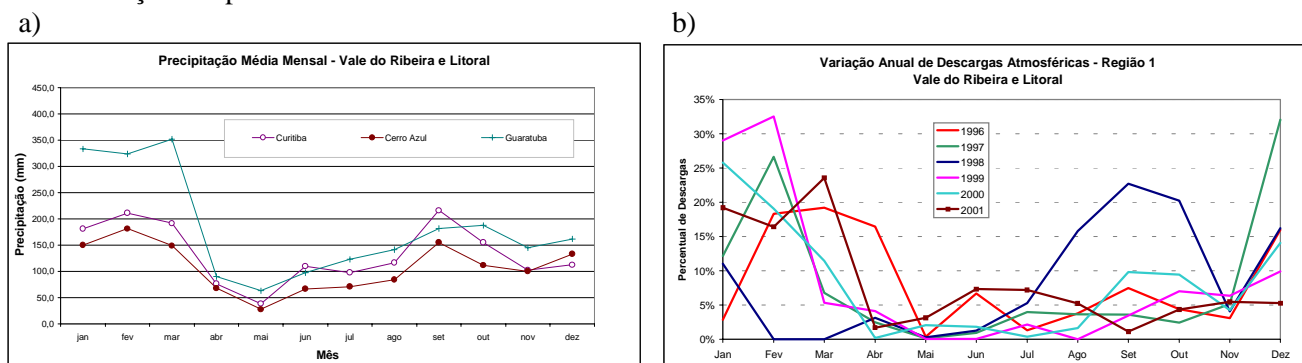 a)
b)
Precipitação Média Mensal - Vale do Ribeira e Litoral
450,0
400,0
350,0
300,0
250,0
200,0
150,0
100,0
50,0
0,0
Precipitação (mm)
Curitiba
Cerro Azul
Guaratuba
jan
fev
mar
abr
mai
jun
jul
ago
set
out
nov
dez
Mês
Variação Anual de Descargas Atmosféricas - Região 1
Vale do Ribeira e Litoral
35%
30%
25%
20%
15%
10%
5%
0%
Percentual de Descargas
1996
1997
1998
1999
2000
2001
Jan
Fev
Mar
Abr
Mai
Jun
Jul
Ago
Set
Out
Nov
Dez